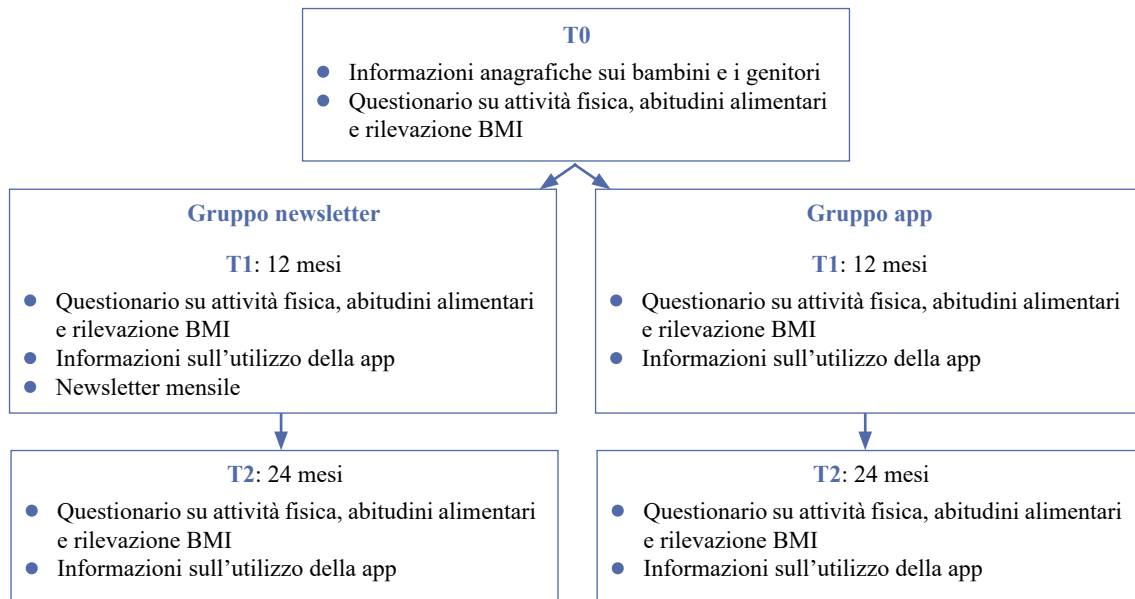 T0
● Informazioni anagrafiche sui bambini e i genitori
● Questionario su attività fisica, abitudini alimentari
e rilevazione BMI
Gruppo newsletter
T1: 12 mesi
● Questionario su attività fisica, abitudini alimentari
e rilevazione BMI
● Informazioni sull’utilizzo della app
● Newsletter mensile
Gruppo app
T1: 12 mesi
● Questionario su attività fisica, abitudini alimentari
e rilevazione BMI
● Informazioni sull’utilizzo della app
T2: 24 mesi
● Questionario su attività fisica, abitudini alimentari
e rilevazione BMI
● Informazioni sull’utilizzo della app
T2: 24 mesi
● Questionario su attività fisica, abitudini alimentari
e rilevazione BMI
● Informazioni sull’utilizzo della app